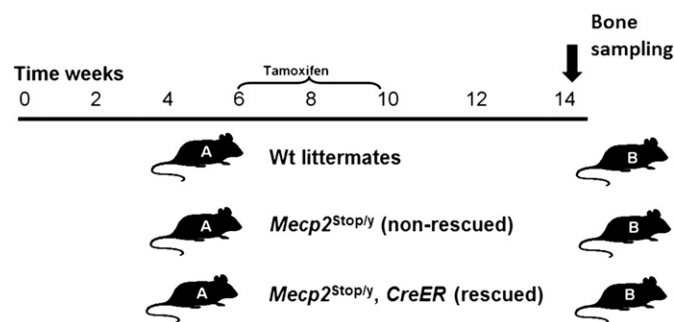 Bone
sampling
Tamoxifen
Time weeks
0 2 4 6 8 10 12 14
A Wt littermates B
A Mecp2Stop/y (non-rescued) B
A Mecp2Stop/y, CreER (rescued) B